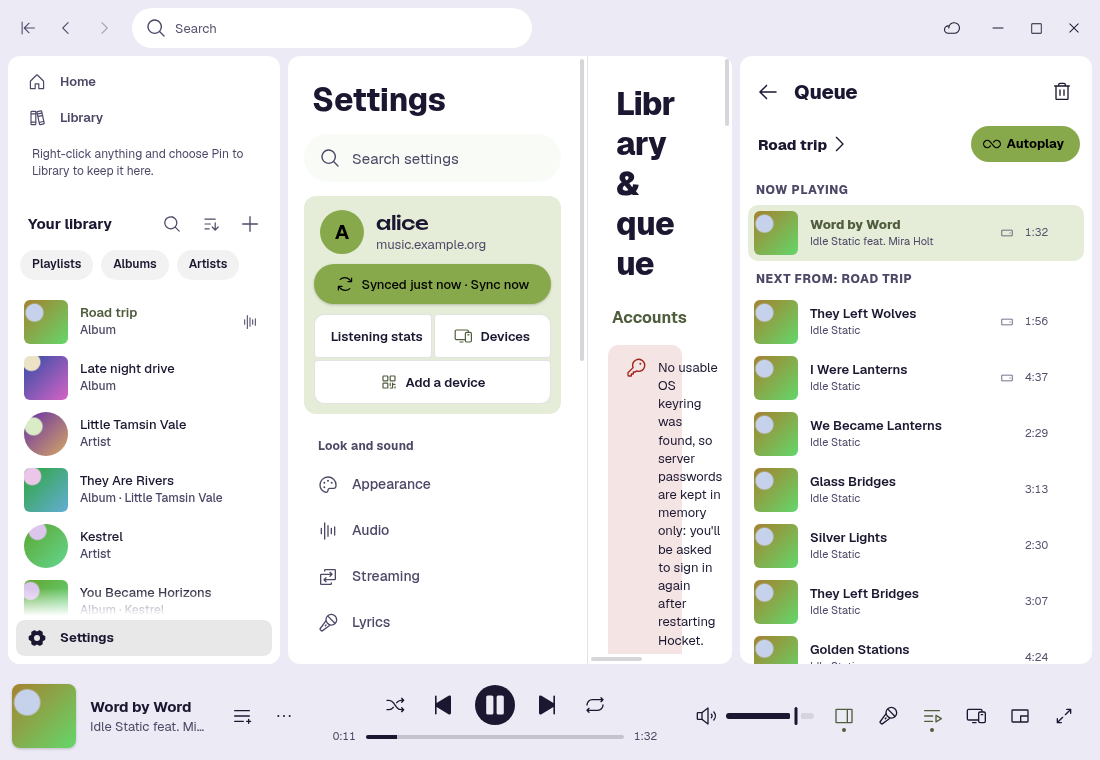 Search
Home
Library
Right-click anything and choose Pin to
Library to keep it here.
Your library
Playlists
Albums
Artists
Road trip
Album
Late night drive
Album
Little Tamsin Vale
Artist
They Are Rivers
Album · Little Tamsin Vale
Kestrel
Artist
You Became Horizons
Album · Kestrel
Settings
Settings
Search settings
A
alice
music.example.org
Synced just now · Sync now
Listening stats
Devices
Add a device
Look and sound
Appearance
Audio
Streaming
Lyrics
Libr
ary
&
que
ue
Accounts
No usable
OS
keyring
was
found, so
server
passwords
are kept in
memory
only: you'll
be asked
to sign in
again
after
restarting
Hocket.
Queue
Road trip
Autoplay
NOW PLAYING
Word by Word
Idle Static feat. Mira Holt
1:32
NEXT FROM: ROAD TRIP
They Left Wolves
Idle Static
1:56
I Were Lanterns
Idle Static
4:37
We Became Lanterns
Idle Static
2:29
Glass Bridges
Idle Static
3:13
Silver Lights
Idle Static
2:30
They Left Bridges
Idle Static
3:07
Golden Stations
Idle Static
4:24
Word by Word
Idle Static feat. Mi...
0:11
1:32